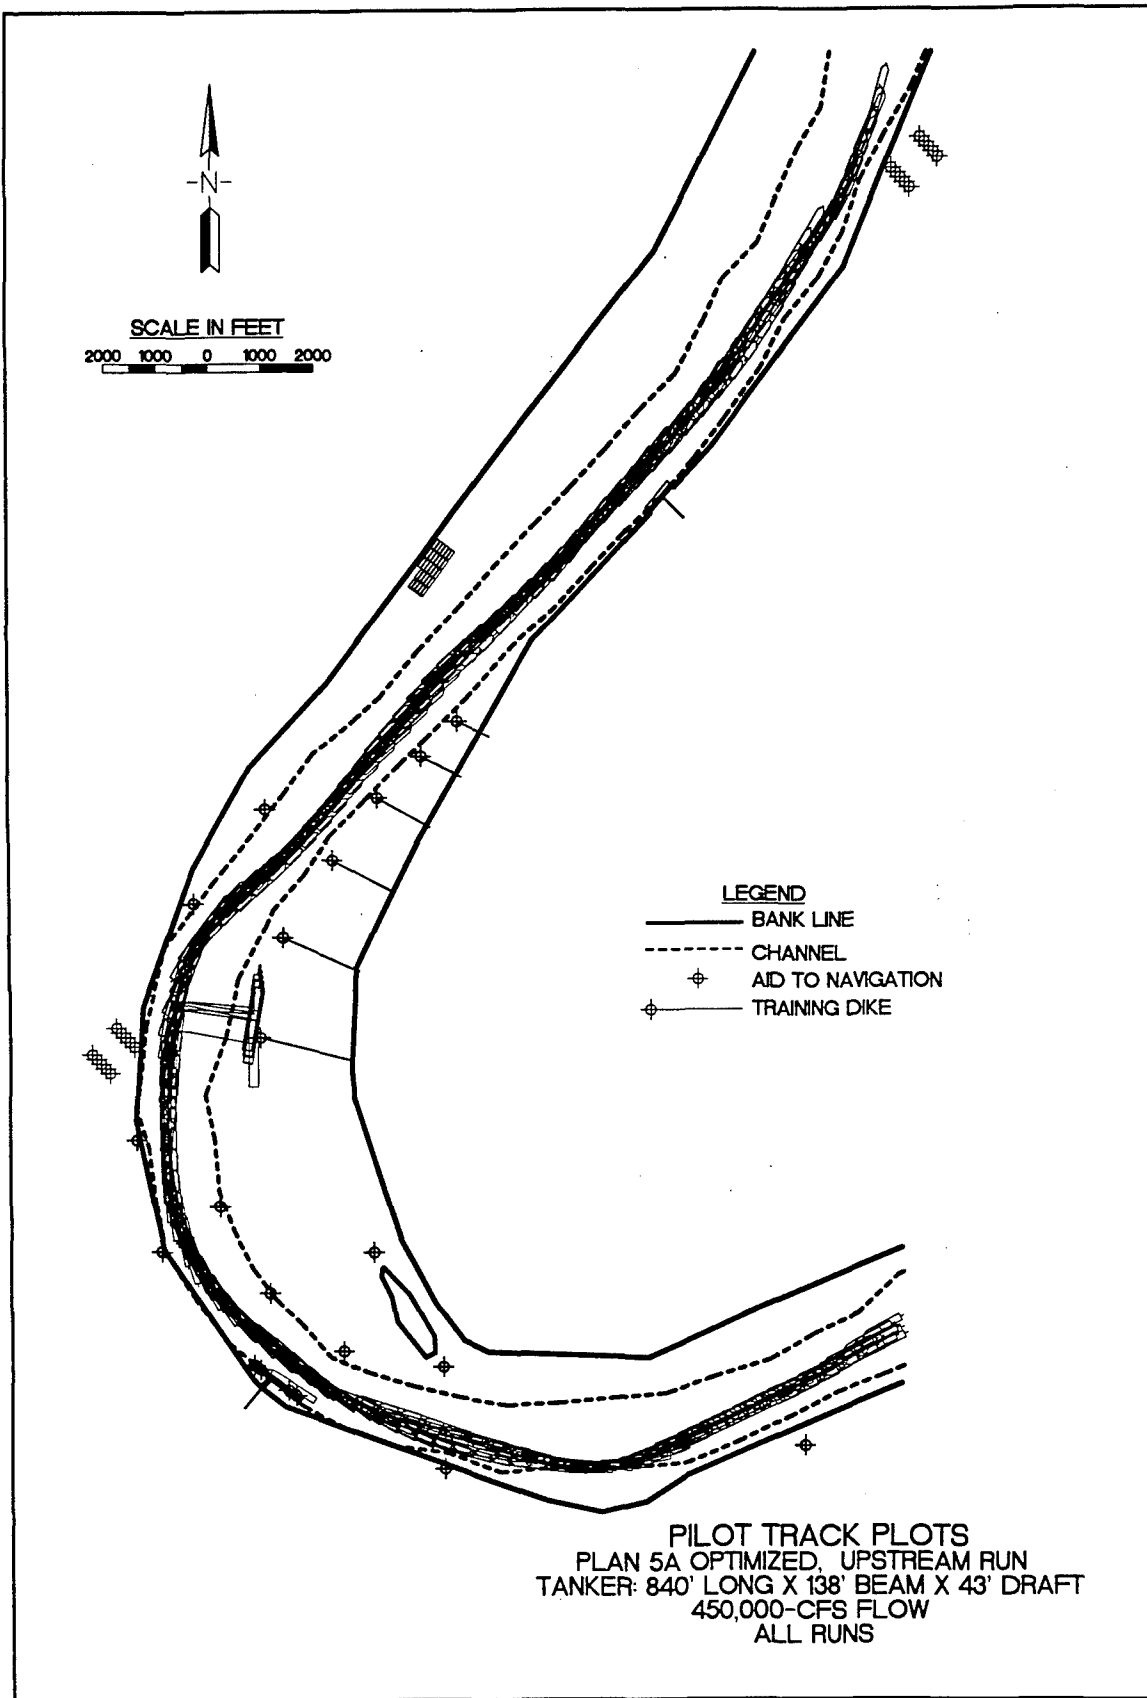 -N-
SCALE IN FEET
2000 1000 0 1000 2000
LEGEND
BANK LINE
CHANNEL
AID TO NAVIGATION
TRAINING DIKE
PILOT TRACK PLOTS
PLAN 5A OPTIMIZED, UPSTREAM RUN
TANKER: 840' LONG X 138' BEAM X 43' DRAFT
450,000-CFS FLOW
ALL RUNS